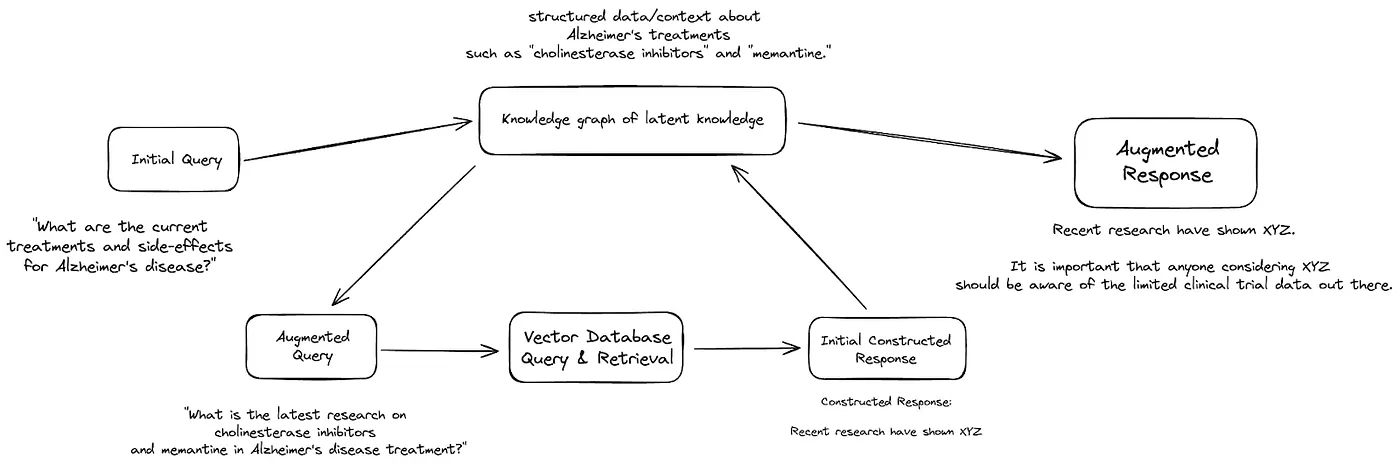 structured data/context about
Alzheimer's treatments
such as "cholinesterase inhibitors" and "memantine."
Knowledge graph of latent knowledge
Initial Query
Augmented
Response
"What are the current
treatments and side-effects
for Alzheimer's disease?"
Recent research have shown XYZ.
It is important that anyone considering XYZ
should be aware of the limited clinical trial data out there.
Augmented
Query
Vector Database
Query & Retrieval
Initial Constructed
Response
"What is the latest research on
cholinesterase inhibitors
and memantine in Alzheimer's disease treatment?"
Constructed Response:
Recent research have shown XYZ